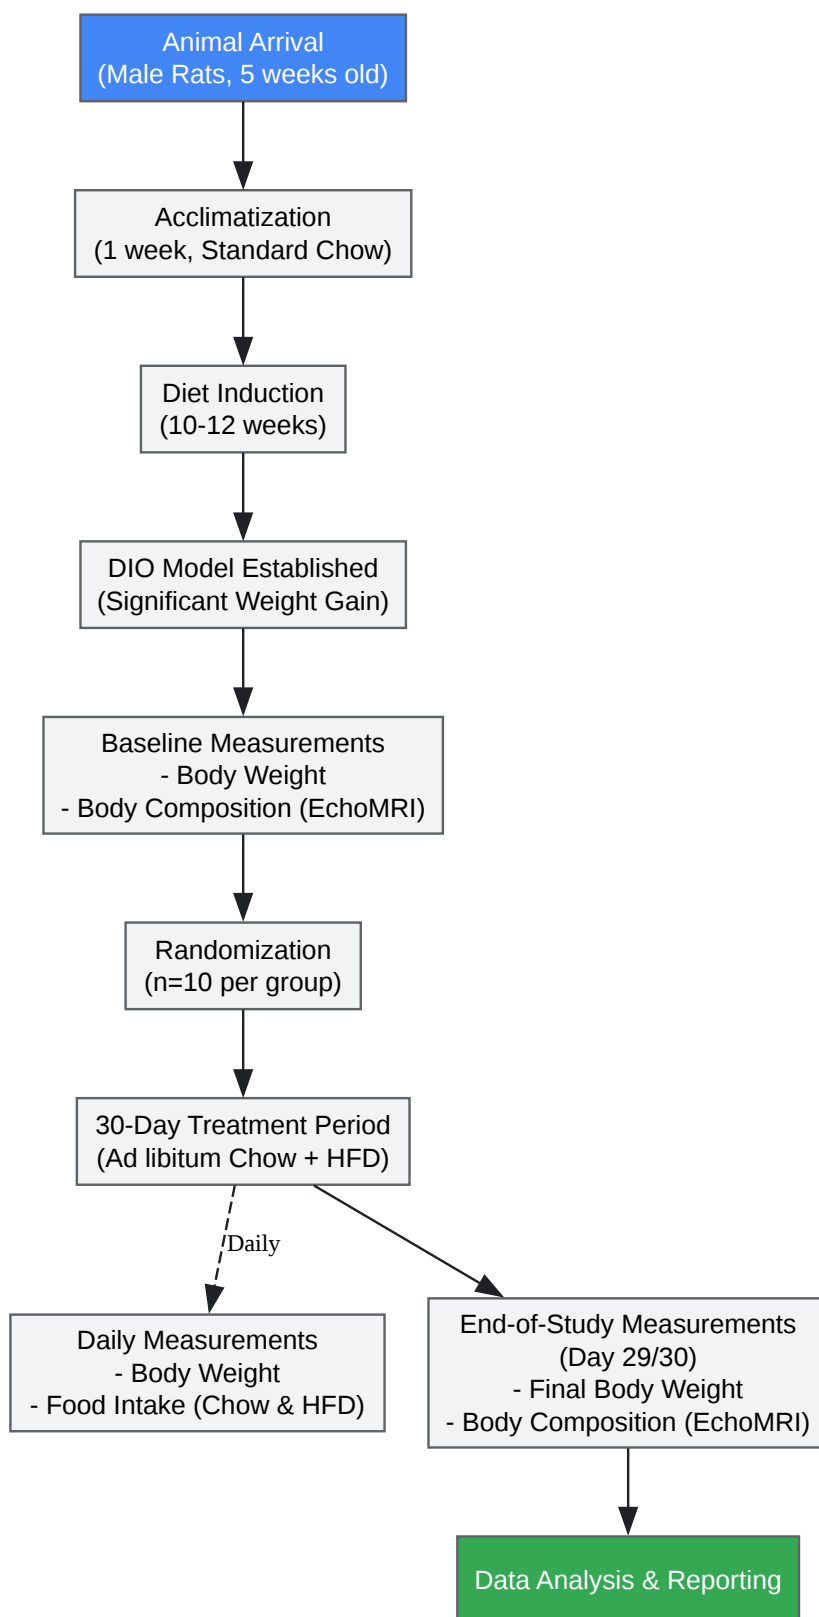 Animal Arrival
(Male Rats, 5 weeks old)
Acclimatization
(1 week, Standard Chow)
Diet Induction
(10-12 weeks)
DIO Model Established
(Significant Weight Gain)
Baseline Measurements
- Body Weight
- Body Composition (EchoMRI)
Randomization
(n=10 per group)
30-Day Treatment Period
(Ad libitum Chow + HFD)
Daily
Daily Measurements
- Body Weight
- Food Intake (Chow & HFD)
End-of-Study Measurements
(Day 29/30)
- Final Body Weight
- Body Composition (EchoMRI)
Data Analysis & Reporting